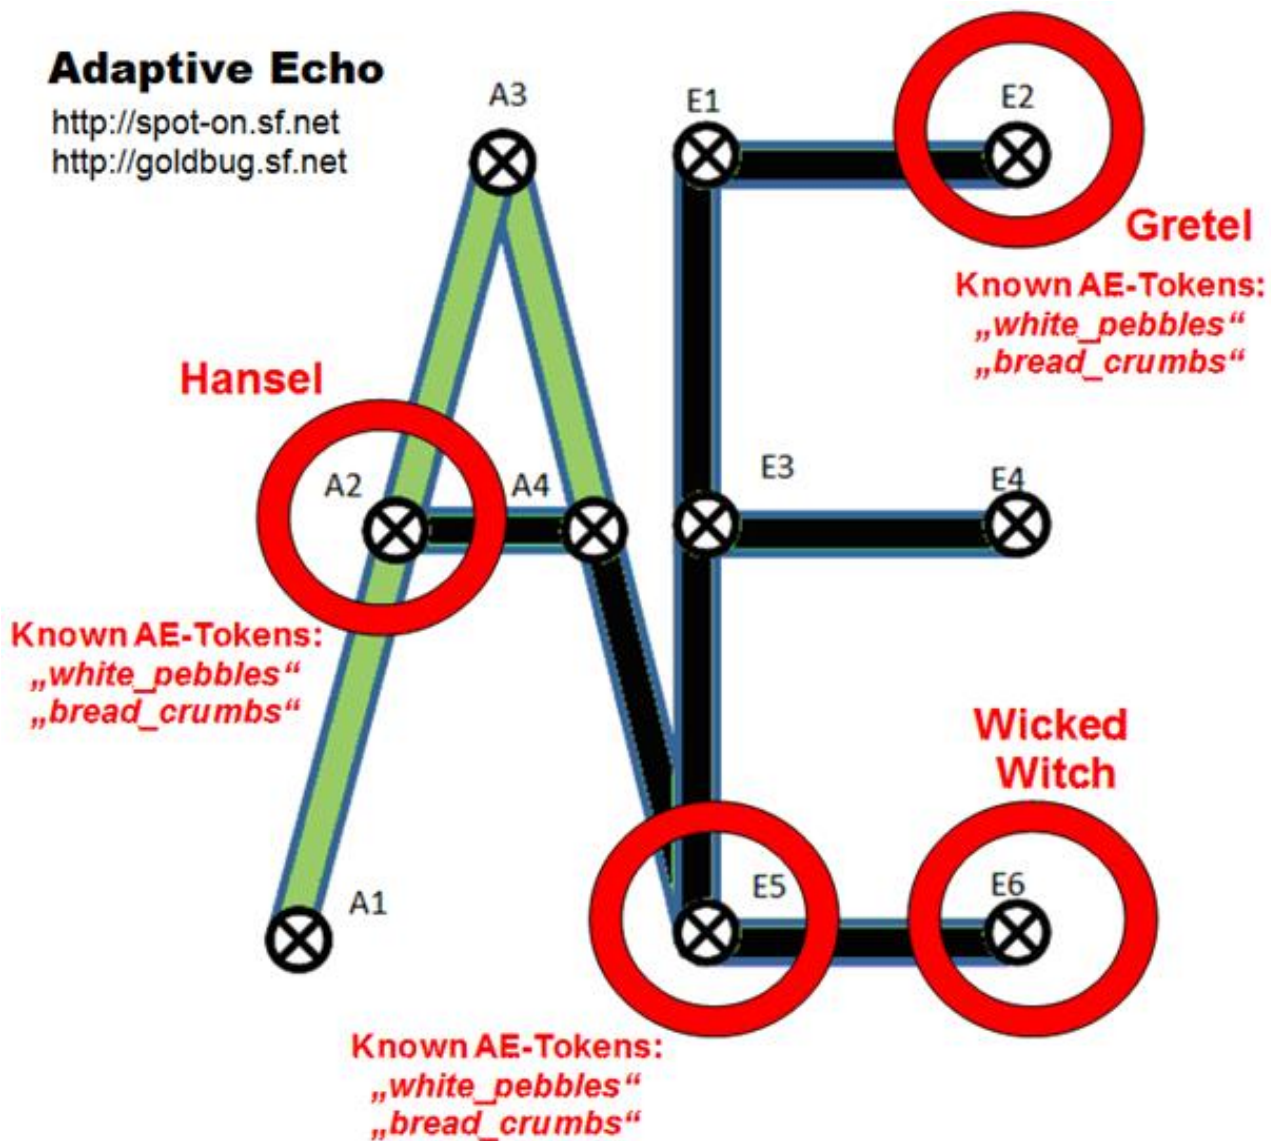 Adaptive Echo
http://spot-on.sf.net
http://goldbug.sf.net
A3
E1
E2
Gretel
Known AE-Tokens:
„white_pebbles“
„bread_crumbs“
Hansel
A2
A4
E3
E4
Known AE-Tokens:
„white_pebbles“
„bread_crumbs“
Wicked
Witch
A1
E5
E6
Known AE-Tokens:
„white_pebbles“
„bread_crumbs“